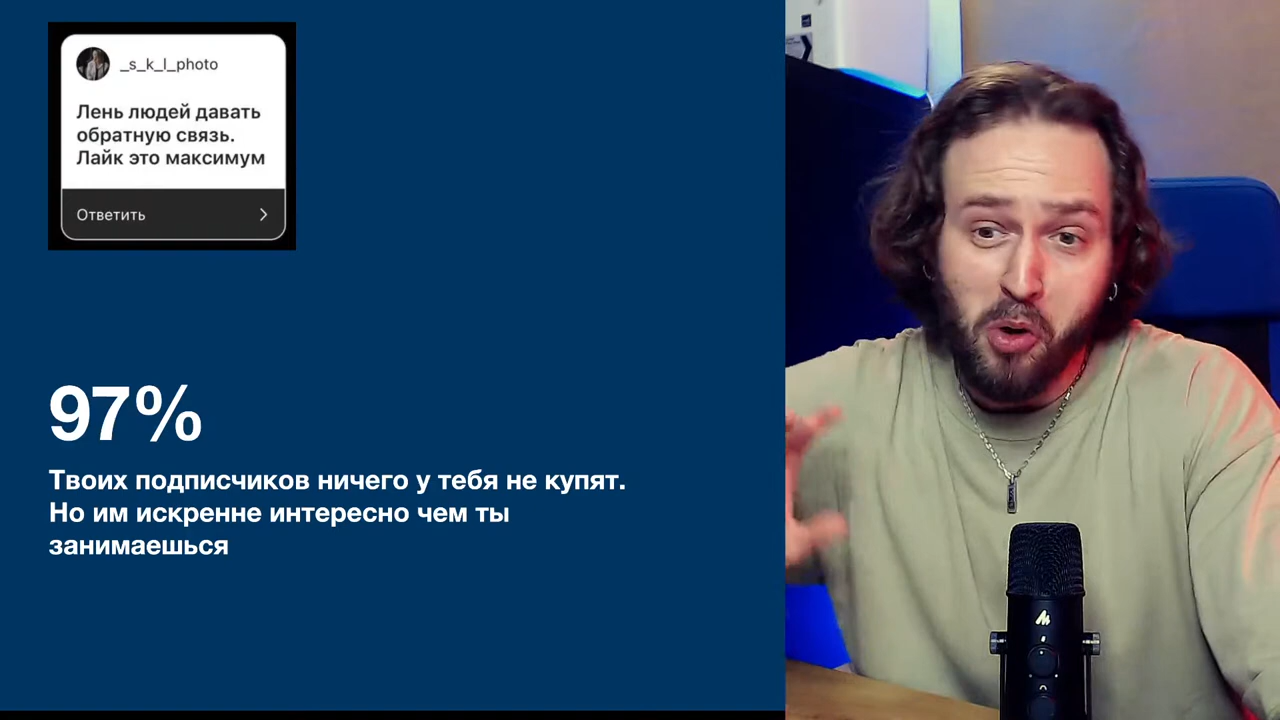 _s_k_l_photo
Лень людей давать
обратную связь.
Лайк это максимум
Ответить
97%
Твоих подписчиков ничего у тебя не купят.
Но им искренне интересно чем ты
занимаешься